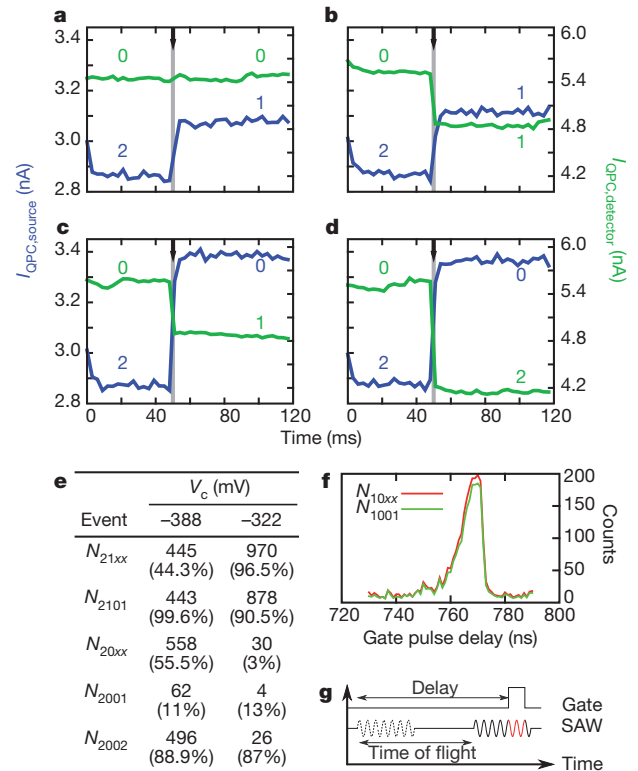 a
b
3.4
3.2
3.0
2.8
0
0
1
2
0
1
1
2
5.4
4.8
4.2
I_QPC,source (nA)
I_QPC,detector (nA)
c
d
3.4
3.2
3.0
2.8
0
0
1
2
0
0
2
2
6.0
5.4
4.8
4.2
0 40 80 120
0 40 80 120
Time (ms)
e
V_c (mV)
Event −388 −322
N_21xx 445 970
(44.3%) (96.5%)
N_2101 443 878
(99.6%) (90.5%)
N_20xx 558 30
(55.5%) (3%)
N_2001 62 4
(11%) (13%)
N_2002 496 26
(88.9%) (87%)
f
N_10xx
N_1001
200
150
100
50
0
Counts
720 740 760 780 800
Gate pulse delay (ns)
g
Delay
Gate
SAW
Time of flight
Time